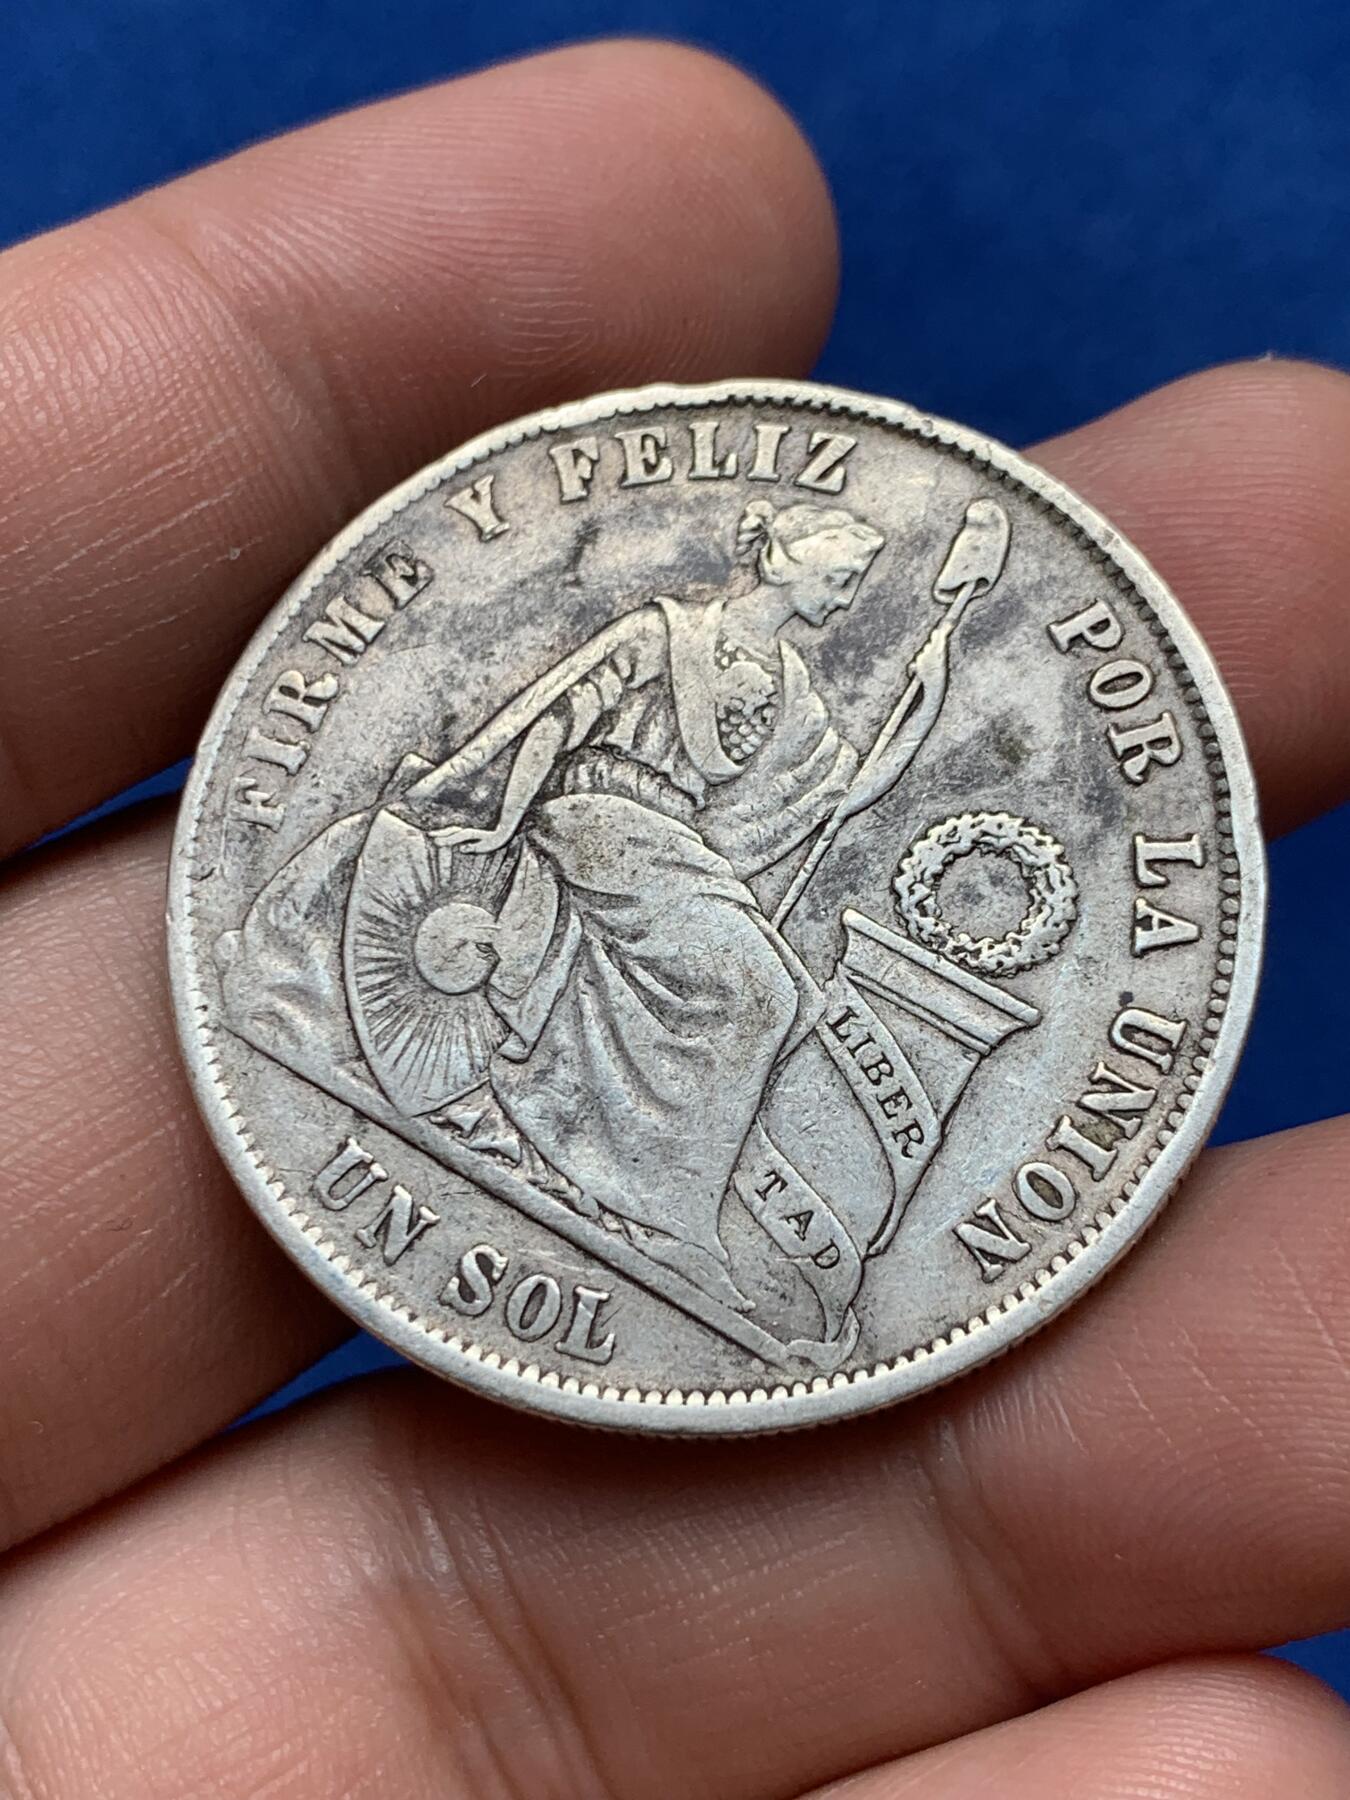 FIRME Y FELIZ POR LA UNION
LIBER
TAD
UN SOL